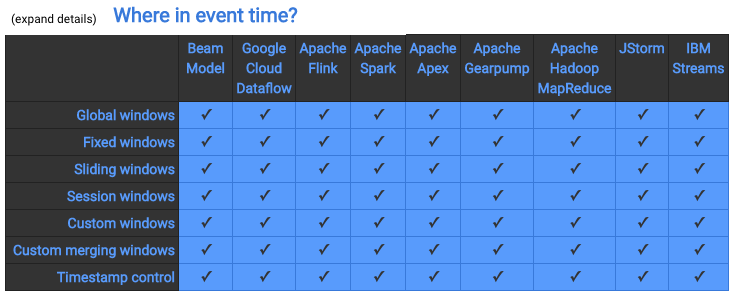 (expand details) Where in event time?
Beam Model Google Cloud Dataflow Apache Flink Apache Spark Apache Apex Apache Gearpump Apache Hadoop MapReduce JStorm IBM Streams
Global windows ✓ ✓ ✓ ✓ ✓ ✓ ✓ ✓ ✓
Fixed windows ✓ ✓ ✓ ✓ ✓ ✓ ✓ ✓ ✓
Sliding windows ✓ ✓ ✓ ✓ ✓ ✓ ✓ ✓ ✓
Session windows ✓ ✓ ✓ ✓ ✓ ✓ ✓ ✓ ✓
Custom windows ✓ ✓ ✓ ✓ ✓ ✓ ✓ ✓ ✓
Custom merging windows ✓ ✓ ✓ ✓ ✓ ✓ ✓ ✓ ✓
Timestamp control ✓ ✓ ✓ ✓ ✓ ✓ ✓ ✓ ✓